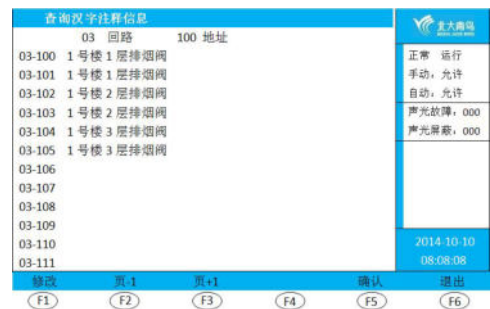 查询汉字注释信息
北大青鸟
03 回路 100 地址
03-100 1 号楼 1 层排烟阀
03-101 1 号楼 1 层排烟阀
03-102 1 号楼 2 层排烟阀
03-103 1 号楼 2 层排烟阀
03-104 1 号楼 3 层排烟阀
03-105 1 号楼 3 层排烟阀
03-106
03-107
03-108
03-109
03-110
03-111
正常 运行
手动，允许
自动，允许
声光故障，000
声光屏蔽，000
2014-10-10
08:08:08
修改 页-1 页+1 确认 退出
F1 F2 F3 F4 F5 F6